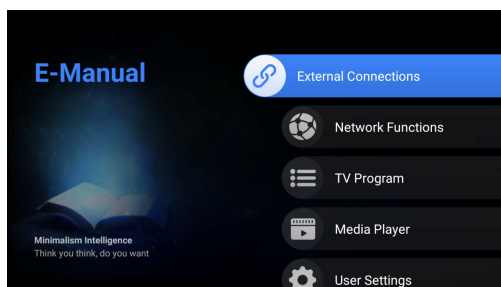 E-Manual
External Connections
Network Functions
TV Program
Media Player
User Settings
Minimalism Intelligence
Think you think, do you want